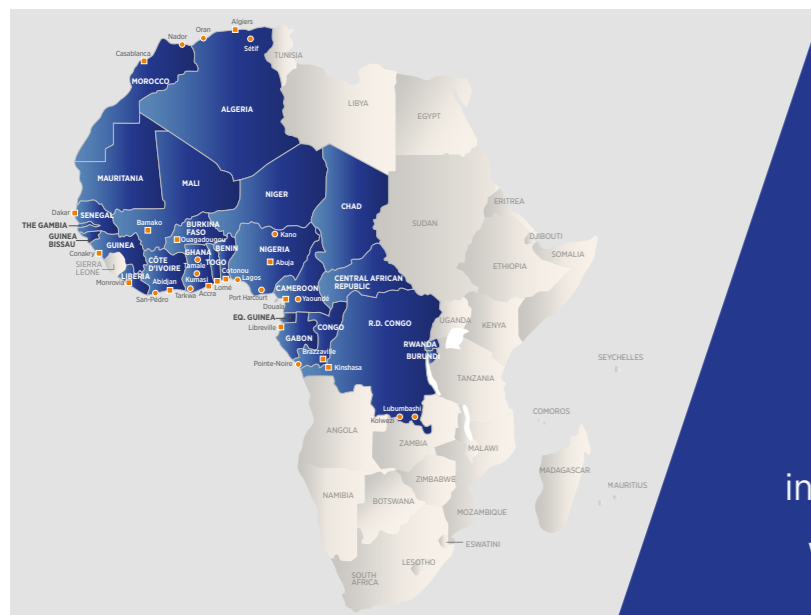 Algiers
Oran
Nador
Sétif
Casablanca
TUNISIA
MOROCCO
LIBYA
ALGERIA
EGYPT
MAURITANIA
MALI
NIGER
CHAD
SUDAN
ERITREA
Dakar
SENEGAL
THE GAMBIA
Bamako
BURKINA
FASO
Ouagadougou
Kano
DJIBOUTI
GUINEA
BISSAU
GUINEA
BENIN
NIGERIA
SOMALIA
Conakry
GHANA
Tamale
TOGO
Abuja
ETHIOPIA
SIERRA
LEONE
CÔTE
D'IVOIRE
Cotonou
LIBERIA
Kumasi
Lagos
CENTRAL AFRICAN
REPUBLIC
Monrovia
Abidjan
Lomé
CAMEROON
San-Pédro
Tarkwa
Accra
Port Harcourt
Yaoundé
Douala
EQ. GUINEA
CONGO
R.D. CONGO
UGANDA
KENYA
Libreville
GABON
RWANDA
BURUNDI
Brazzaville
SEYCHELLES
Pointe-Noire
Kinshasa
TANZANIA
Lubumbashi
Kolwezi
COMOROS
ANGOLA
ZAMBIA
MALAWI
MADAGASCAR
ZIMBABWE
MAURITIUS
NAMIBIA
BOTSWANA
MOZAMBIQUE
in
ESWATINI
LESOTHO
SOUTH
AFRICA